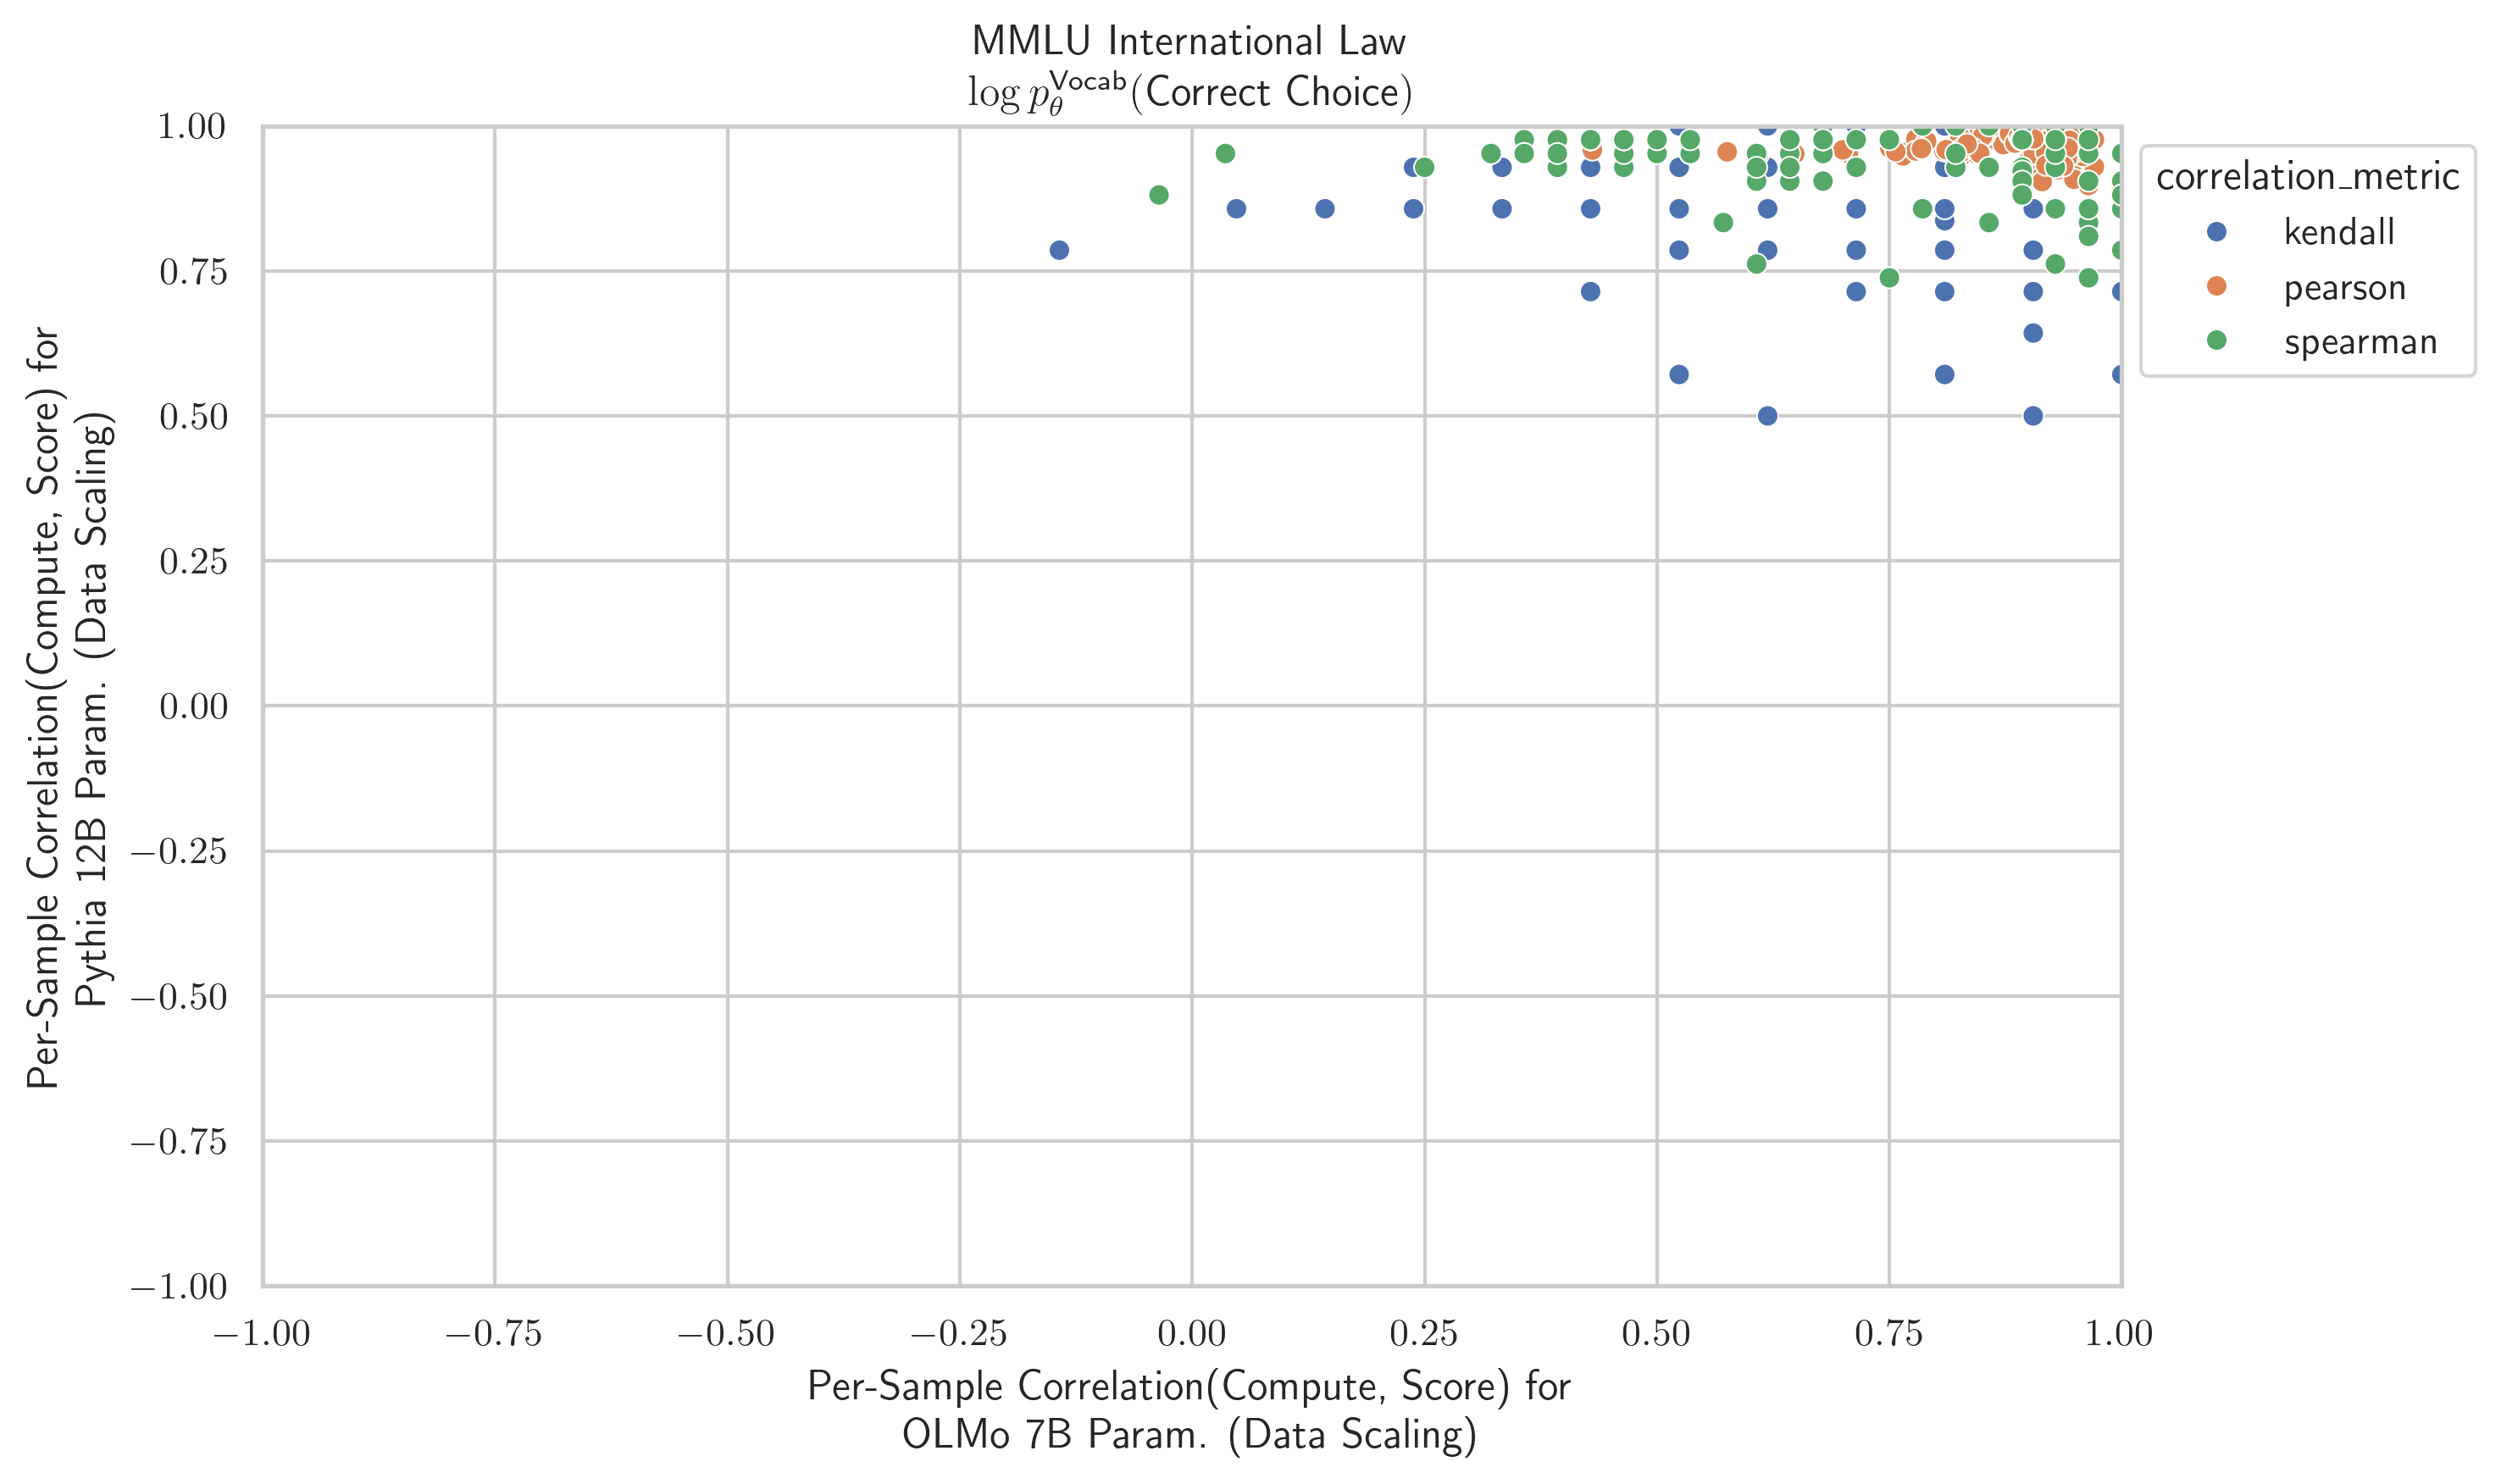 MMLU International Law
log p_θ^Vocab(Correct Choice)
1.00
0.75
0.50
0.25
0.00
−0.25
−0.50
−0.75
−1.00
Per-Sample Correlation(Compute, Score) for
Pythia 12B Param. (Data Scaling)
−1.00 −0.75 −0.50 −0.25 0.00 0.25 0.50 0.75 1.00
Per-Sample Correlation(Compute, Score) for
OLMo 7B Param. (Data Scaling)
correlation_metric
kendall
pearson
spearman